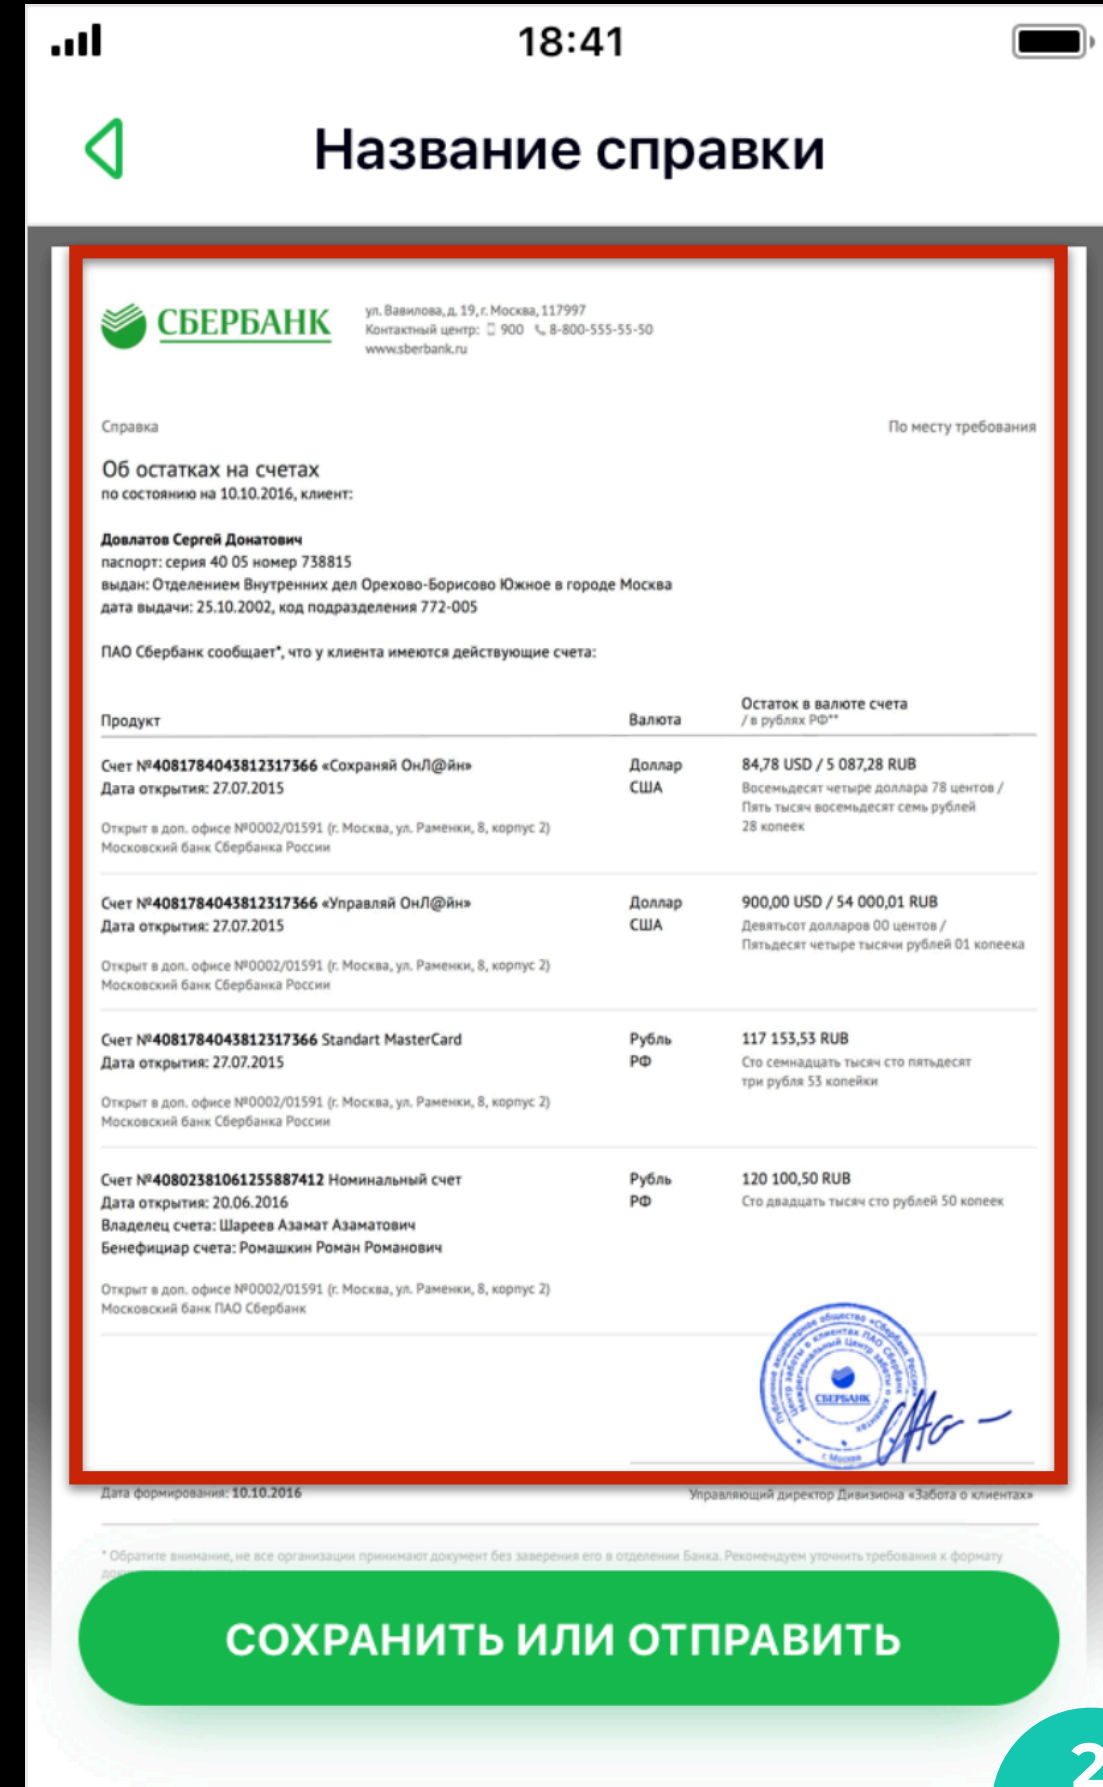 18:41
Название справки
СБЕРБАНК
ул. Вавилова, д. 19, г. Москва, 117997
Контактный центр: 900 8-800-555-55-50
www.sberbank.ru
Справка
По месту требования
Об остатках на счетах
по состоянию на 10.10.2016, клиент:
Довлатов Сергей Донатович
паспорт: серия 40 05 номер 738815
выдан: Отделением Внутренних дел Орехово-Борисово Южное в городе Москва
дата выдачи: 25.10.2002, код подразделения 772-005
ПАО Сбербанк сообщает*, что у клиента имеются действующие счета:
Продукт
Валюта
Остаток в валюте счета
/ в рублях РФ**
Счет №4081784043812317366 «Сохраняй ОнЛ@йн»
Дата открытия: 27.07.2015
Открыт в доп. офисе №0002/01591 (г. Москва, ул. Раменки, 8, корпус 2)
Московский банк Сбербанка России
Доллар
США
84,78 USD / 5 087,28 RUB
Восемьдесят четыре доллара 78 центов /
Пять тысяч восемьдесят семь рублей
28 копеек
Счет №4081784043812317366 «Управляй ОнЛ@йн»
Дата открытия: 27.07.2015
Открыт в доп. офисе №0002/01591 (г. Москва, ул. Раменки, 8, корпус 2)
Московский банк Сбербанка России
Доллар
США
900,00 USD / 54 000,01 RUB
Девятьсот долларов 00 центов /
Пятьдесят четыре тысячи рублей 01 копеека
Счет №4081784043812317366 Standart MasterCard
Дата открытия: 27.07.2015
Открыт в доп. офисе №0002/01591 (г. Москва, ул. Раменки, 8, корпус 2)
Московский банк Сбербанка России
Рубль
РФ
117 153,53 RUB
Сто семнадцать тысяч сто пятьдесят
три рубля 53 копейки
Счет №40802381061255887412 Номинальный счет
Дата открытия: 20.06.2016
Владелец счета: Шареев Азамат Азаматович
Бенефициар счета: Ромашкин Роман Романович
Открыт в доп. офисе №0002/01591 (г. Москва, ул. Раменки, 8, корпус 2)
Московский банк ПАО Сбербанк
Рубль
РФ
120 100,50 RUB
Сто двадцать тысяч сто рублей 50 копеек
СБЕРБАНК
г. Москва
Дата формирования: 10.10.2016
Управляющий директор Дивизиона «Забота о клиентах»
* Обратите внимание, не все организации принимают документ без заверения его в отделении Банка. Рекомендуем уточнить требования к формату
СОХРАНИТЬ ИЛИ ОТПРАВИТЬ
2